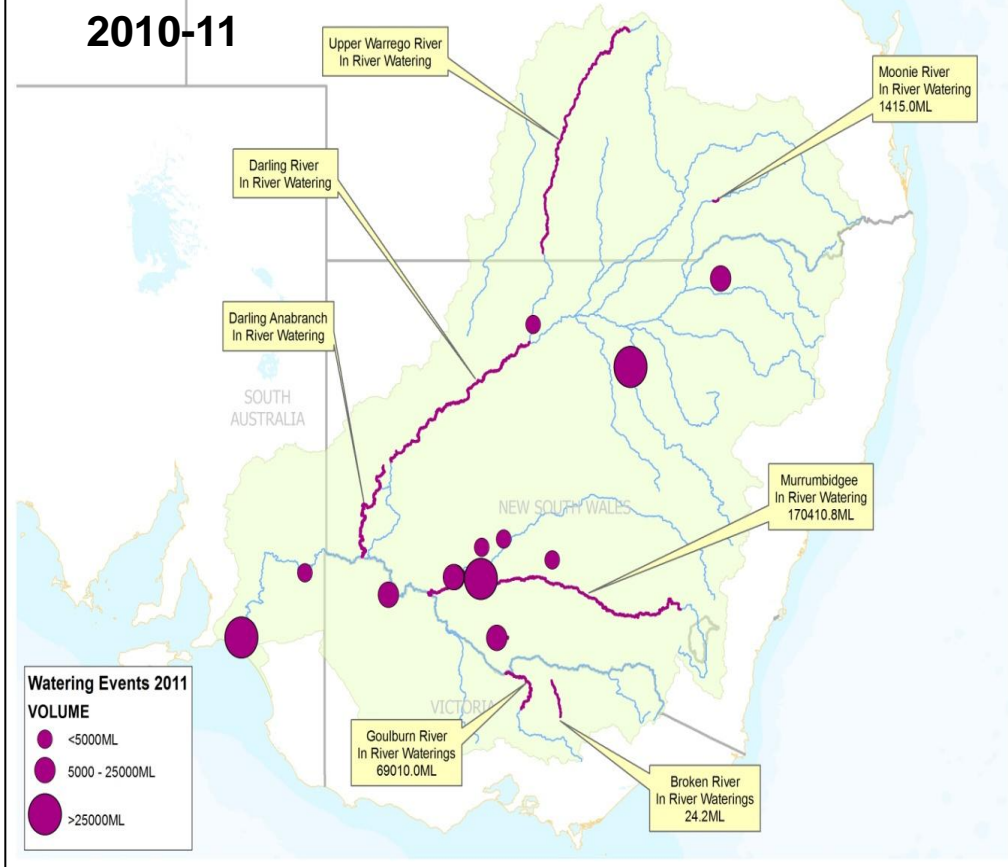 2010-11
Upper Warrego River
In River Watering
Moonie River
In River Watering
1415.0ML
Darling River
In River Watering
Darling Anabranch
In River Watering
SOUTH
AUSTRALIA
NEW SOUTH WALES
Murrumbidgee
In River Watering
170410.8ML
VICTORIA
Goulburn River
In River Waterings
69010.0ML
Broken River
In River Waterings
24.2ML
Watering Events 2011
VOLUME
<5000ML
5000 - 25000ML
>25000ML